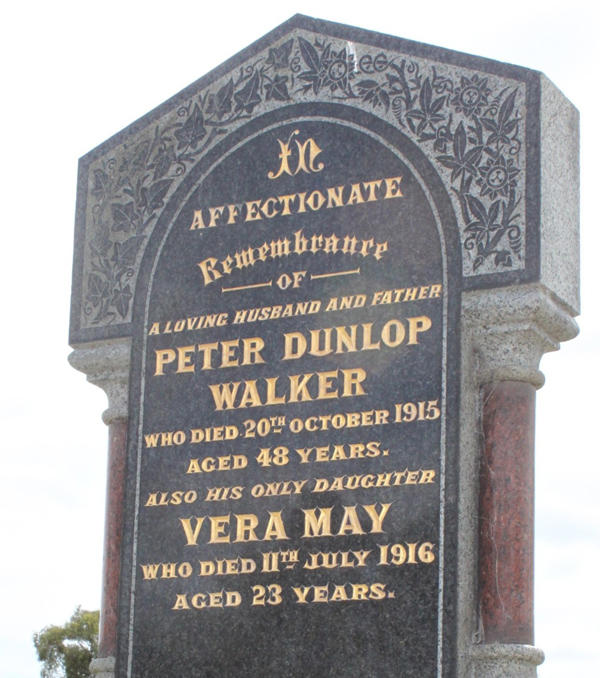 In
AFFECTIONATE
Remembrance
OF
A LOVING HUSBAND AND FATHER
PETER DUNLOP
WALKER
WHO DIED 20TH OCTOBER 1915
AGED 48 YEARS.
ALSO HIS ONLY DAUGHTER
VERA MAY
WHO DIED 11TH JULY 1916
AGED 23 YEARS.